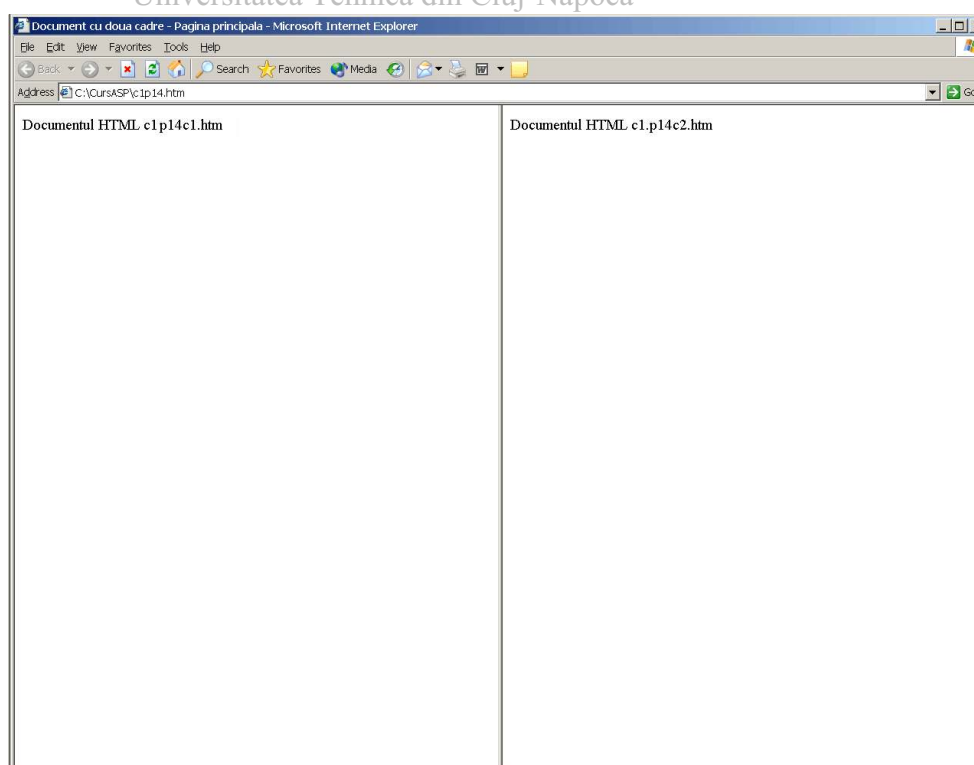 Universitatea Tehnica din Cluj-Napoca
Document cu doua cadre - Pagina principala - Microsoft Internet Explorer
File Edit View Favorites Tools Help
Back Search Favorites Media
Address C:\CursASP\c1p14.htm Go
Documentul HTML c1p14c1.htm
Documentul HTML c1.p14c2.htm